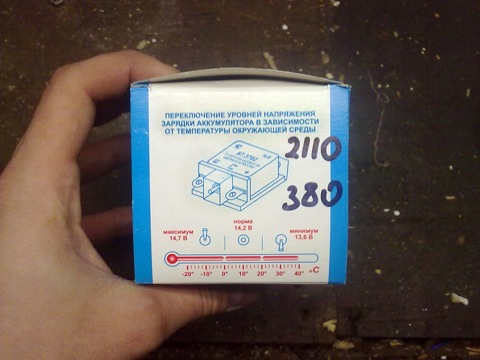 ПЕРЕКЛЮЧЕНИЕ УРОВНЕЙ НАПРЯЖЕНИЯ
ЗАРЯДКИ АККУМУЛЯТОРА В ЗАВИСИМОСТИ
ОТ ТЕМПЕРАТУРЫ ОКРУЖАЮЩЕЙ СРЕДЫ
2110
380
максимум
14,7 В
норма
14,2 В
минимум
13,6 В
-20° -10° 0° 10° 20° 30° 40° °C